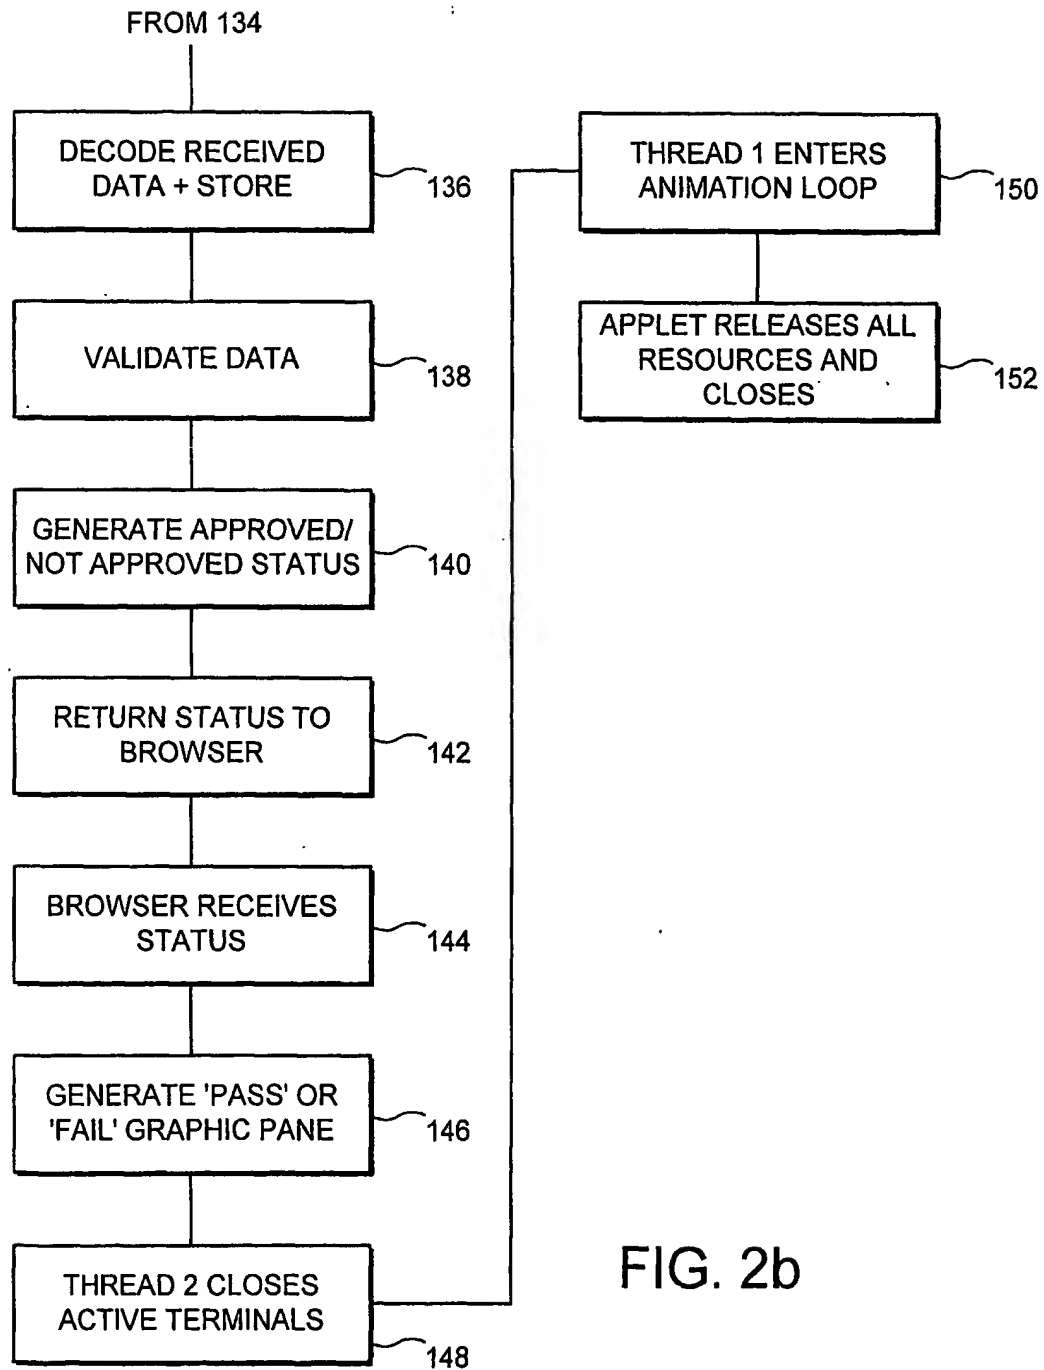 FROM 134
DECODE RECEIVED
DATA + STORE
136
VALIDATE DATA
138
GENERATE APPROVED/
NOT APPROVED STATUS
140
RETURN STATUS TO
BROWSER
142
BROWSER RECEIVES
STATUS
144
GENERATE 'PASS' OR
'FAIL' GRAPHIC PANE
146
THREAD 2 CLOSES
ACTIVE TERMINALS
148
THREAD 1 ENTERS
ANIMATION LOOP
150
APPLET RELEASES ALL
RESOURCES AND
CLOSES
152
FIG. 2b